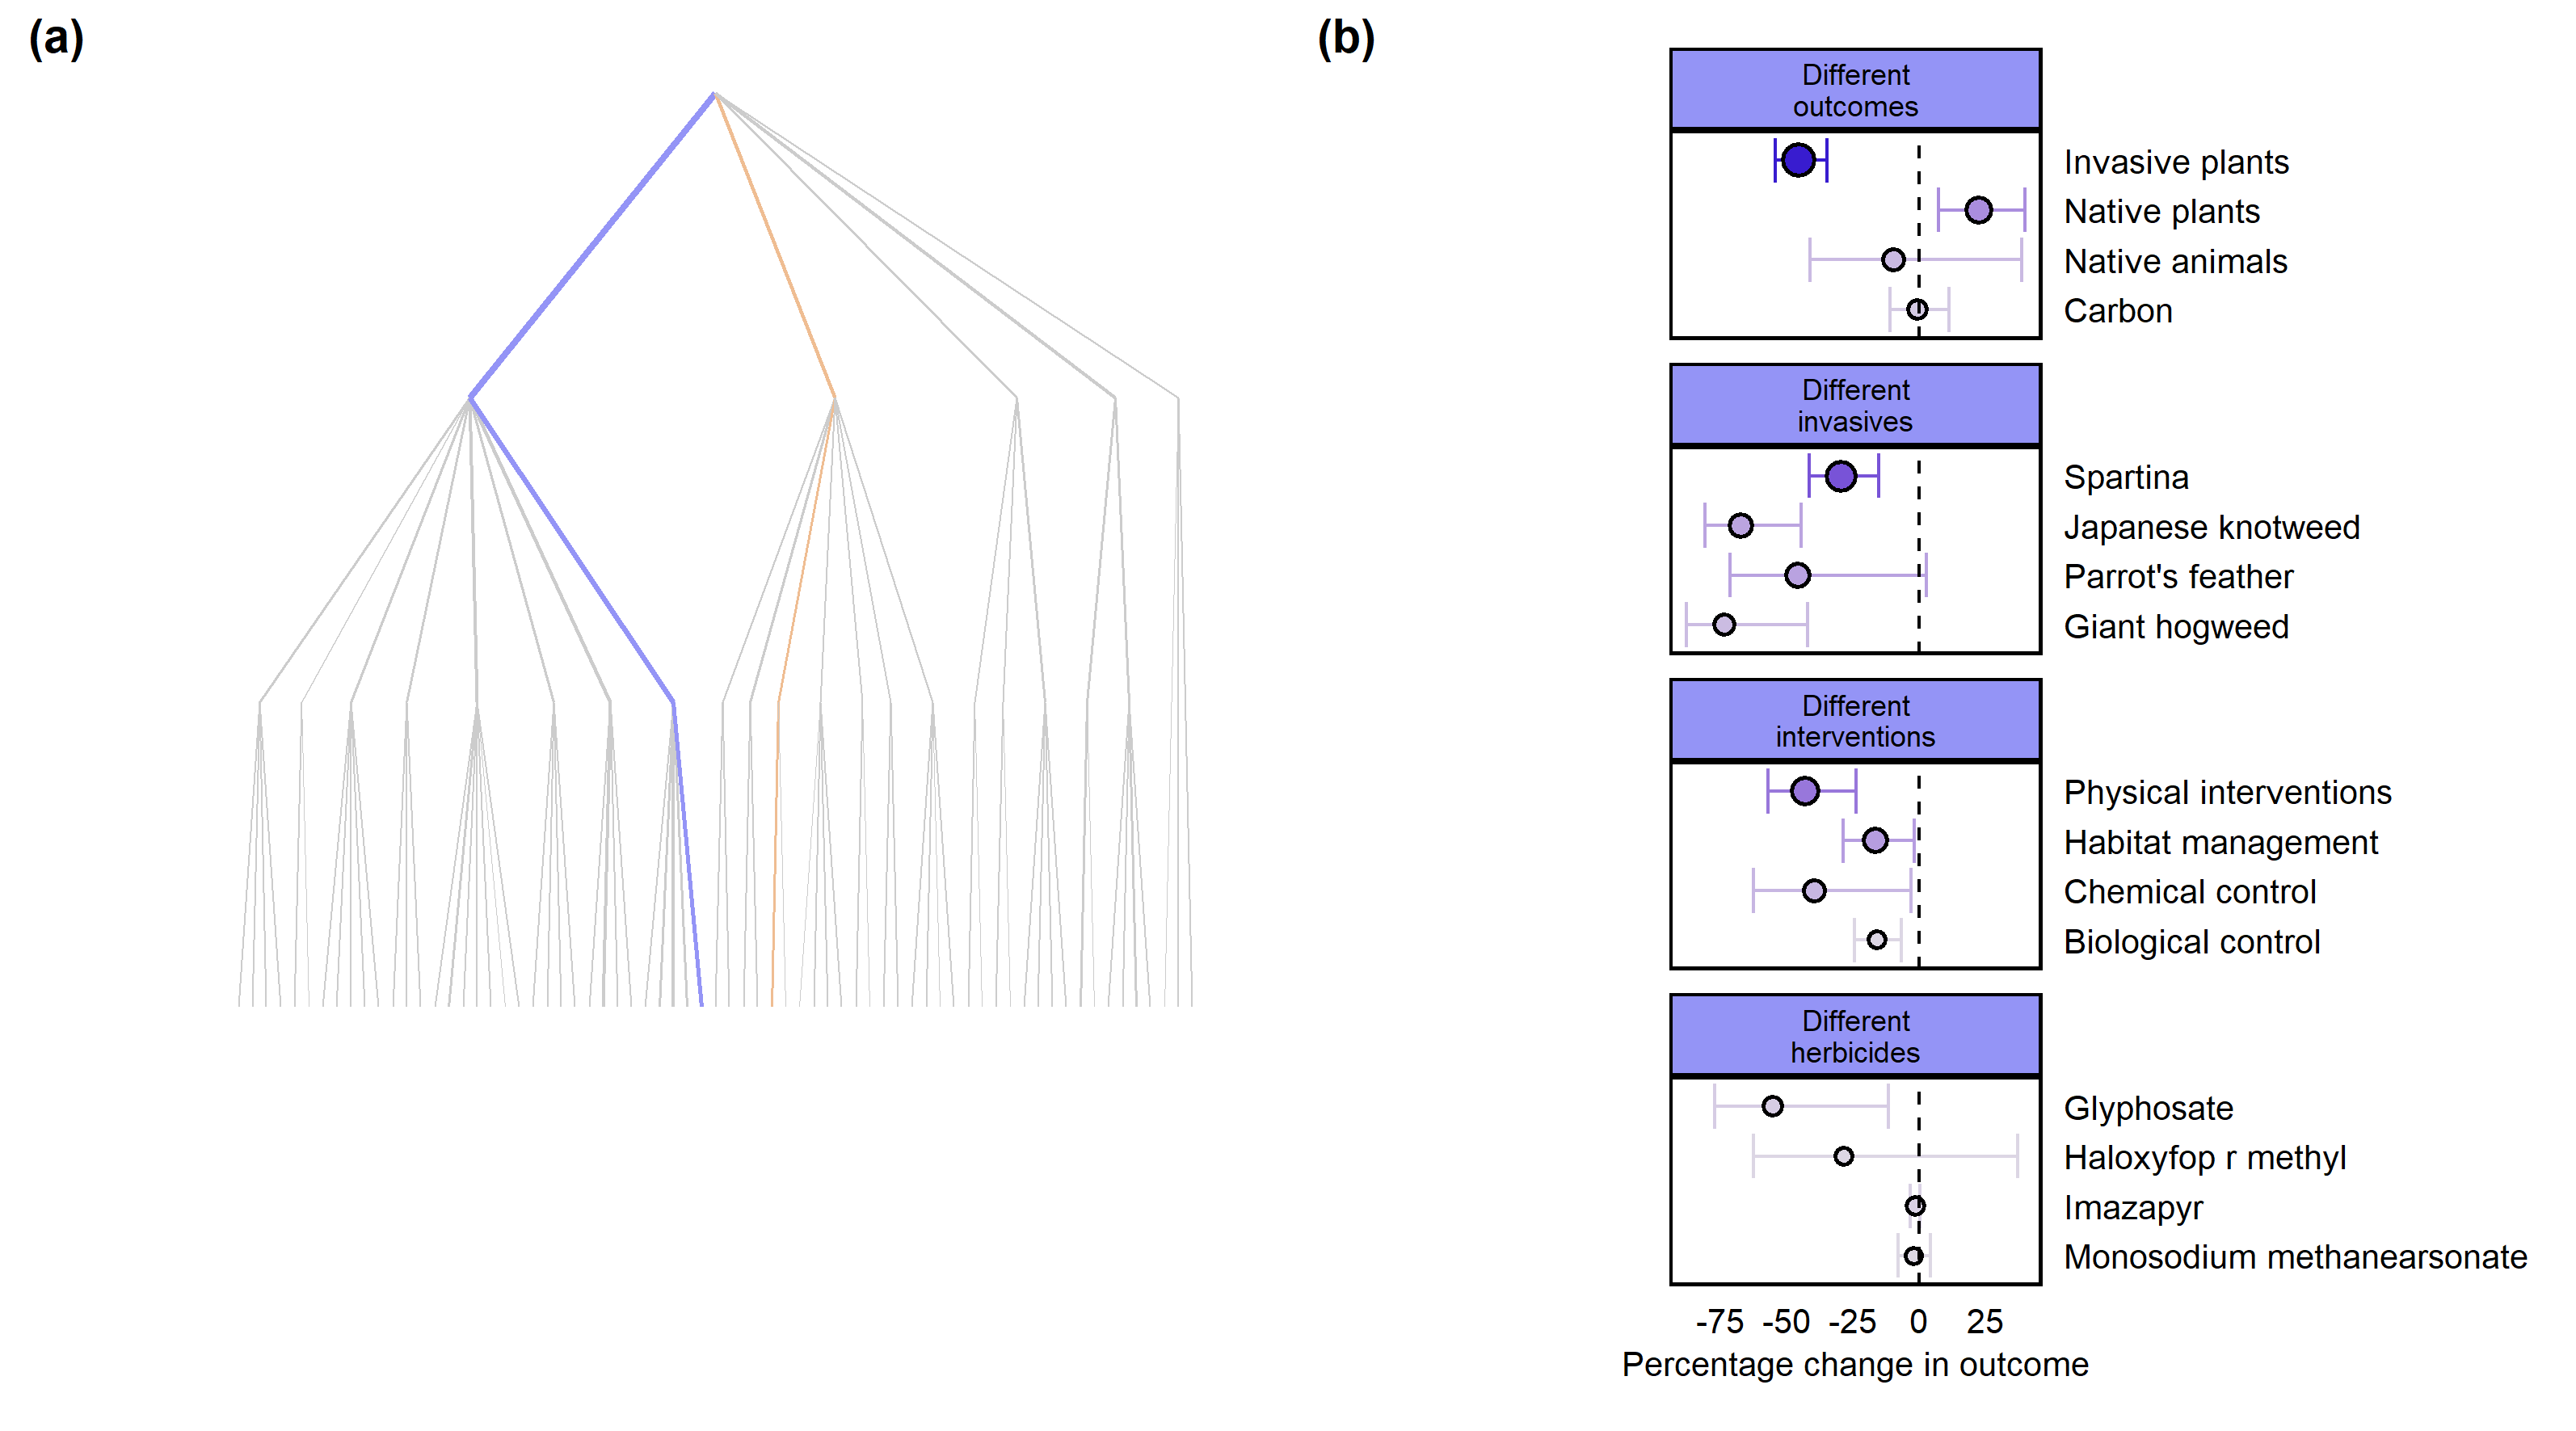 (a)
(b)
Different
outcomes
Invasive plants
Native plants
Native animals
Carbon
Different
invasives
Spartina
Japanese knotweed
Parrot's feather
Giant hogweed
Different
interventions
Physical interventions
Habitat management
Chemical control
Biological control
Different
herbicides
Glyphosate
Haloxyfop r methyl
Imazapyr
Monosodium methanearsonate
-75 -50 -25 0 25
Percentage change in outcome